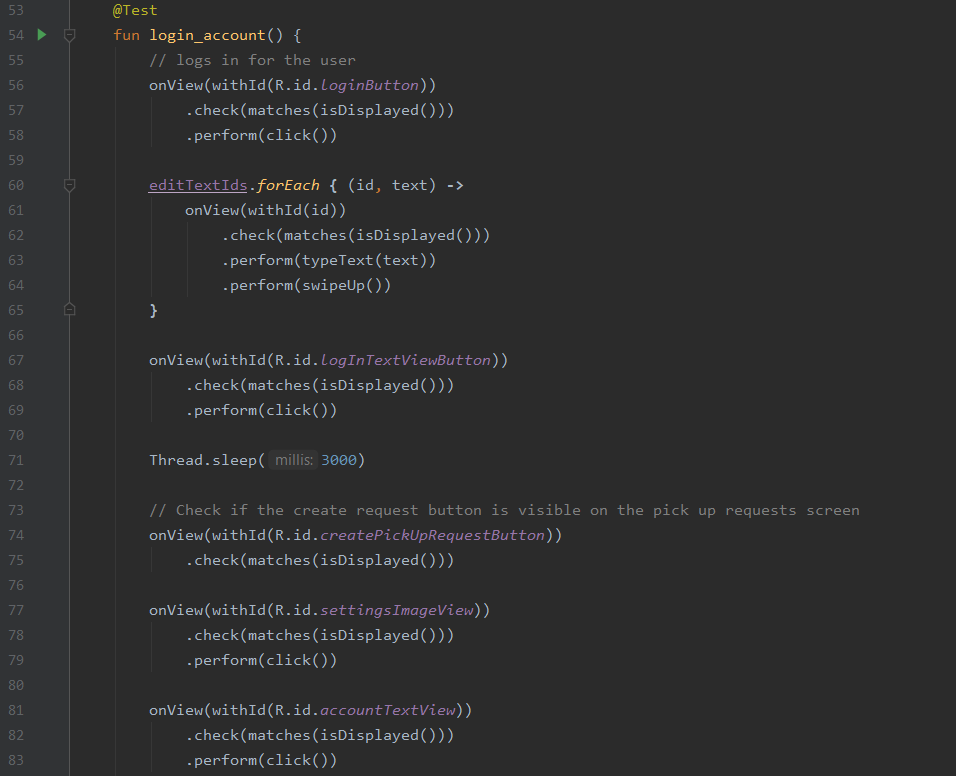 53 @Test
54 fun login_account() {
55 // logs in for the user
56 onView(withId(R.id.loginButton))
57 .check(matches(isDisplayed()))
58 .perform(click())
59
60 editTextIds.forEach { (id, text) ->
61 onView(withId(id))
62 .check(matches(isDisplayed()))
63 .perform(typeText(text))
64 .perform(swipeUp())
65 }
66
67 onView(withId(R.id.logInTextViewButton))
68 .check(matches(isDisplayed()))
69 .perform(click())
70
71 Thread.sleep( millis: 3000)
72
73 // Check if the create request button is visible on the pick up requests screen
74 onView(withId(R.id.createPickUpRequestButton))
75 .check(matches(isDisplayed()))
76
77 onView(withId(R.id.settingsImageView))
78 .check(matches(isDisplayed()))
79 .perform(click())
80
81 onView(withId(R.id.accountTextView))
82 .check(matches(isDisplayed()))
83 .perform(click())